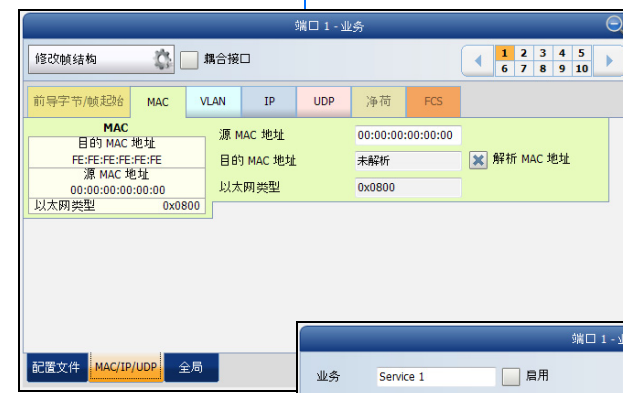 端口 1 - 业务
修改帧结构 耦合接口 1 2 3 4 5
6 7 8 9 10
前导字节/帧起始 MAC VLAN IP UDP 净荷 FCS
MAC
目的 MAC 地址
FE:FE:FE:FE:FE:FE
源 MAC 地址
00:00:00:00:00:00
以太网类型 0x0800
源 MAC 地址 00:00:00:00:00:00
目的 MAC 地址 未解析 解析 MAC 地址
以太网类型 0x0800
配置文件 MAC/IP/UDP 全局
端口 1 -
业务 Service 1 启用